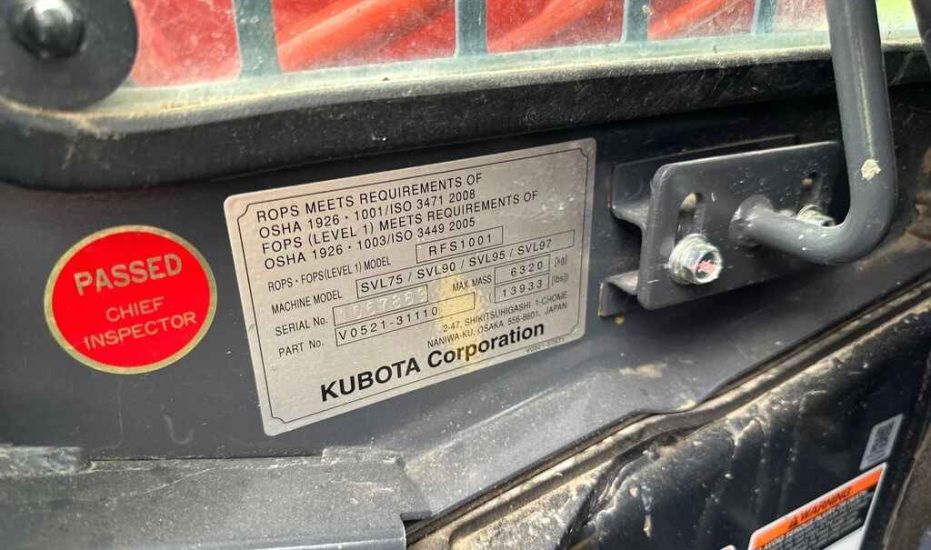 PASSED
CHIEF
INSPECTOR
ROPS MEETS REQUIREMENTS OF
OSHA 1926・1001/ISO 3471 2008
FOPS (LEVEL 1) MEETS REQUIREMENTS OF
OSHA 1926・1003/ISO 3449 2005
ROPS・FOPS(LEVEL 1) MODEL RFS1001
MACHINE MODEL SVL75 / SVL90 / SVL95 / SVL97
SERIAL No. MAX.MASS 6320 [kg]
13933 [lbs]
PART No. V0521-31110
2-47, SHIKITSUHIGASHI 1-CHOME
NANIWA-KU, OSAKA 556-8601, JAPAN
KUBOTA Corporation
WARNING